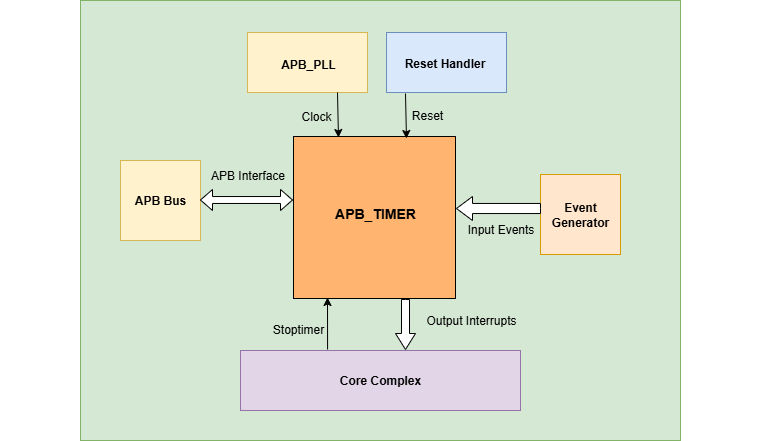 APB_PLL
Reset Handler
Clock
Reset
APB Interface
APB Bus
APB_TIMER
Event
Generator
Input Events
Stoptimer
Output Interrupts
Core Complex